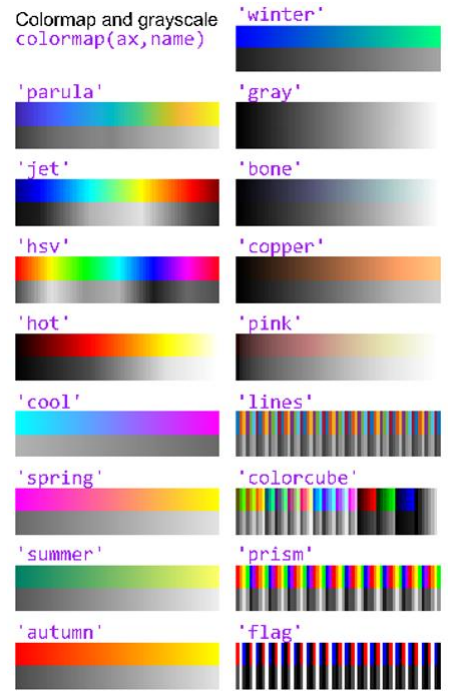 Colormap and grayscale
colormap(ax,name)
'parula'
'jet'
'hsv'
'hot'
'cool'
'spring'
'summer'
'autumn'
'winter'
'gray'
'bone'
'copper'
'pink'
'lines'
'colorcube'
'prism'
'flag'